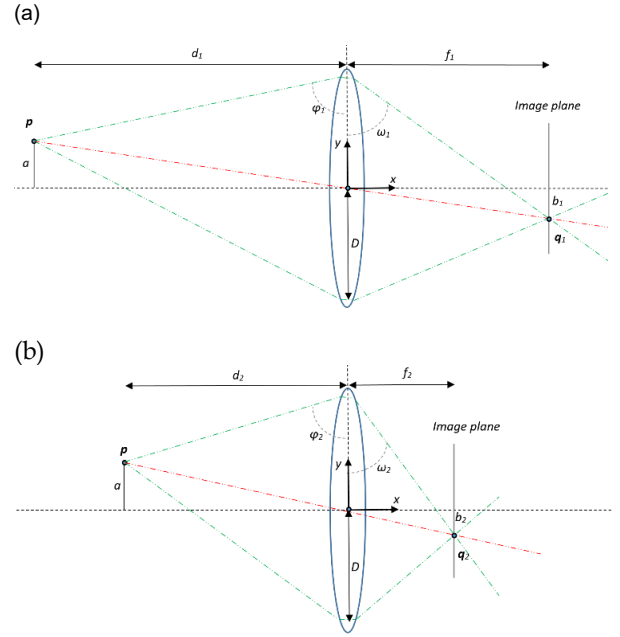 (a)
d1 f1
φ1
Image plane
p
ω1
y
a
x
b1
q1
D
(b)
d2 f2
φ2
Image plane
p
y
ω2
a
x
b2
q2
D